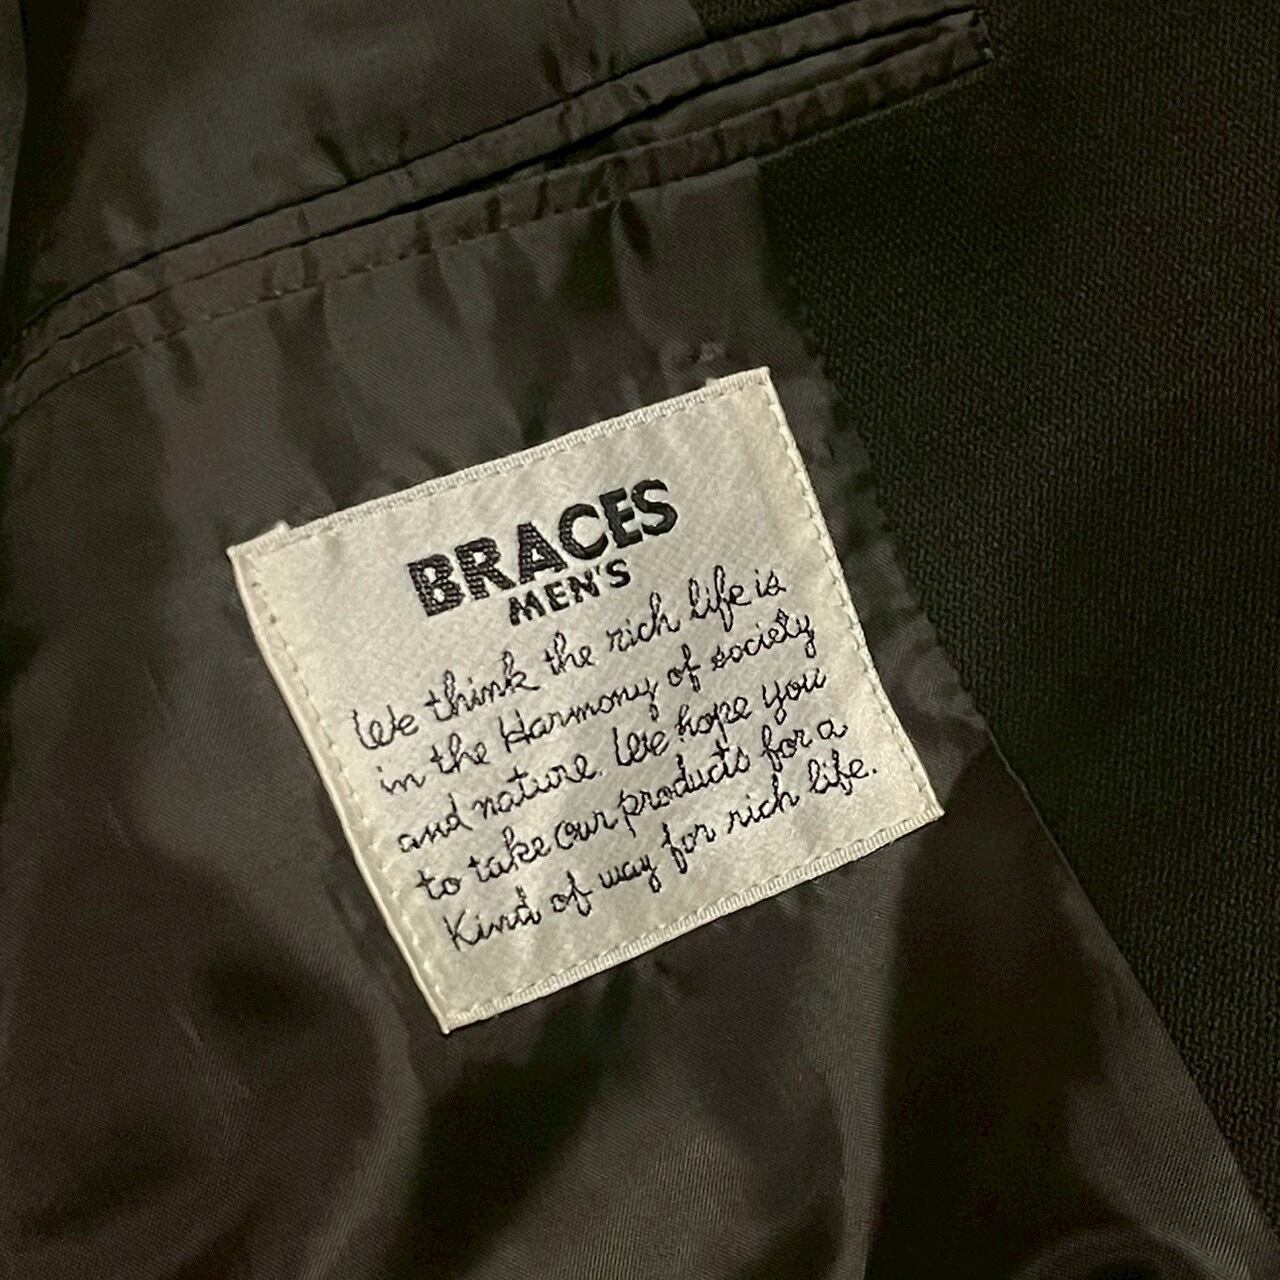 BRACES
MEN'S
We think the rich life is
in the Harmony of society
and nature. We hope you
to take our products for a
Kind of way for rich life.